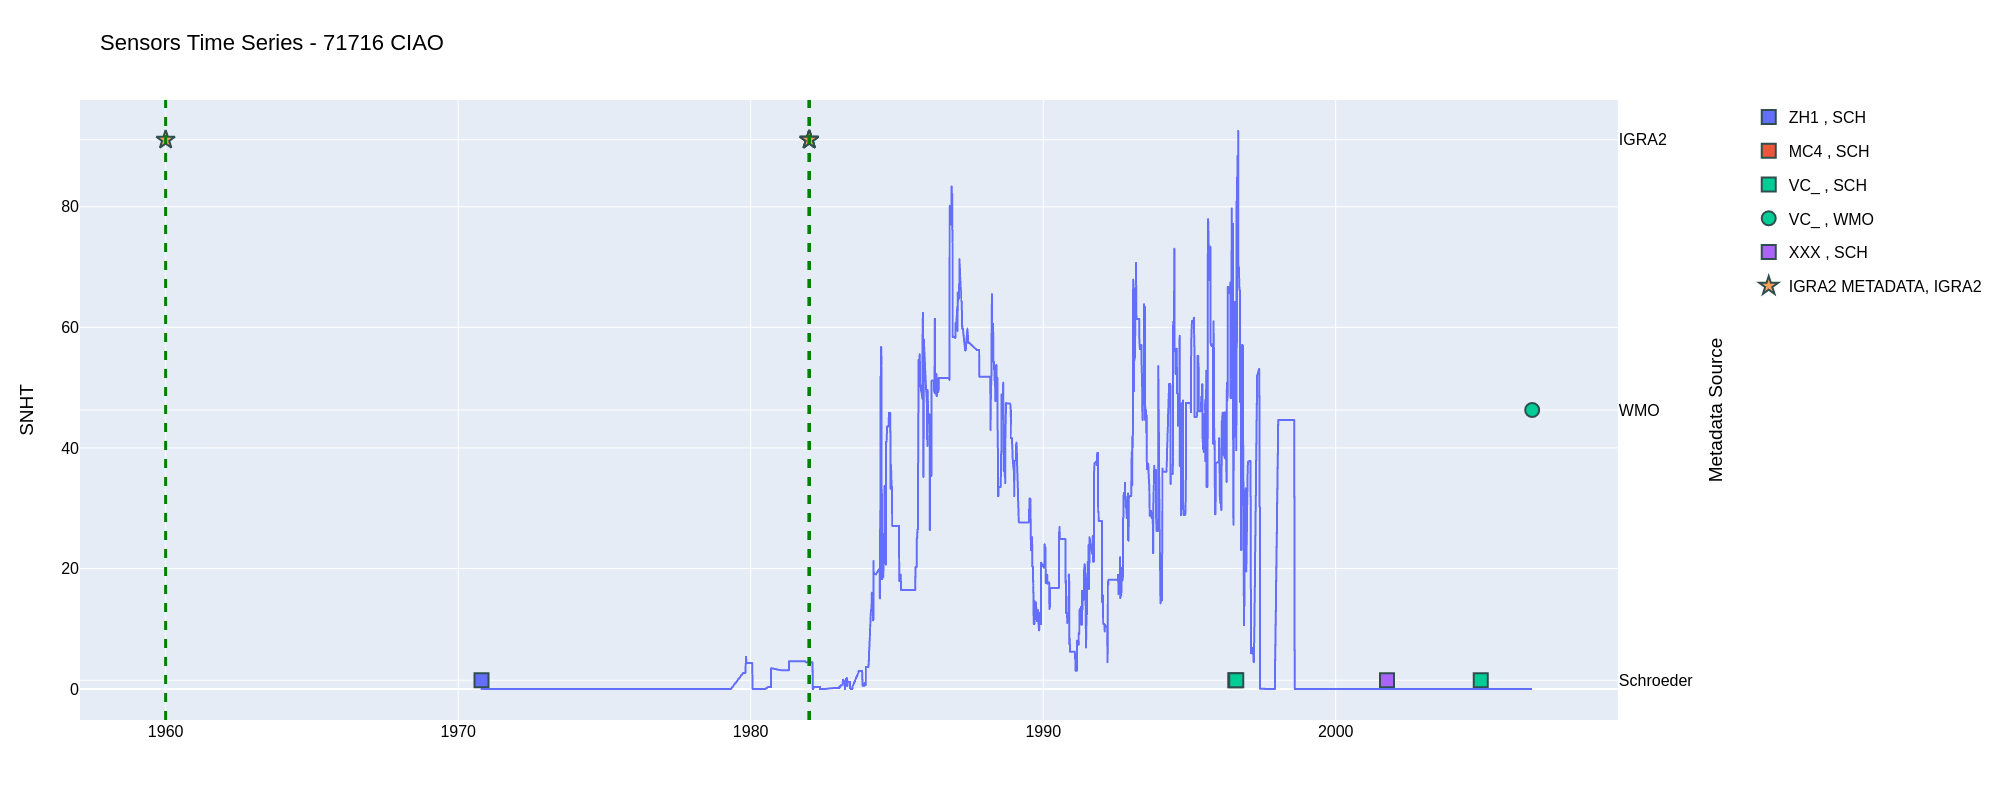 Sensors Time Series - 71716 CIAO
SNHT
80
60
40
20
0
1960
1970
1980
1990
2000
IGRA2
WMO
Schroeder
Metadata Source
ZH1 , SCH
MC4 , SCH
VC_ , SCH
VC_ , WMO
XXX , SCH
IGRA2 METADATA, IGRA2